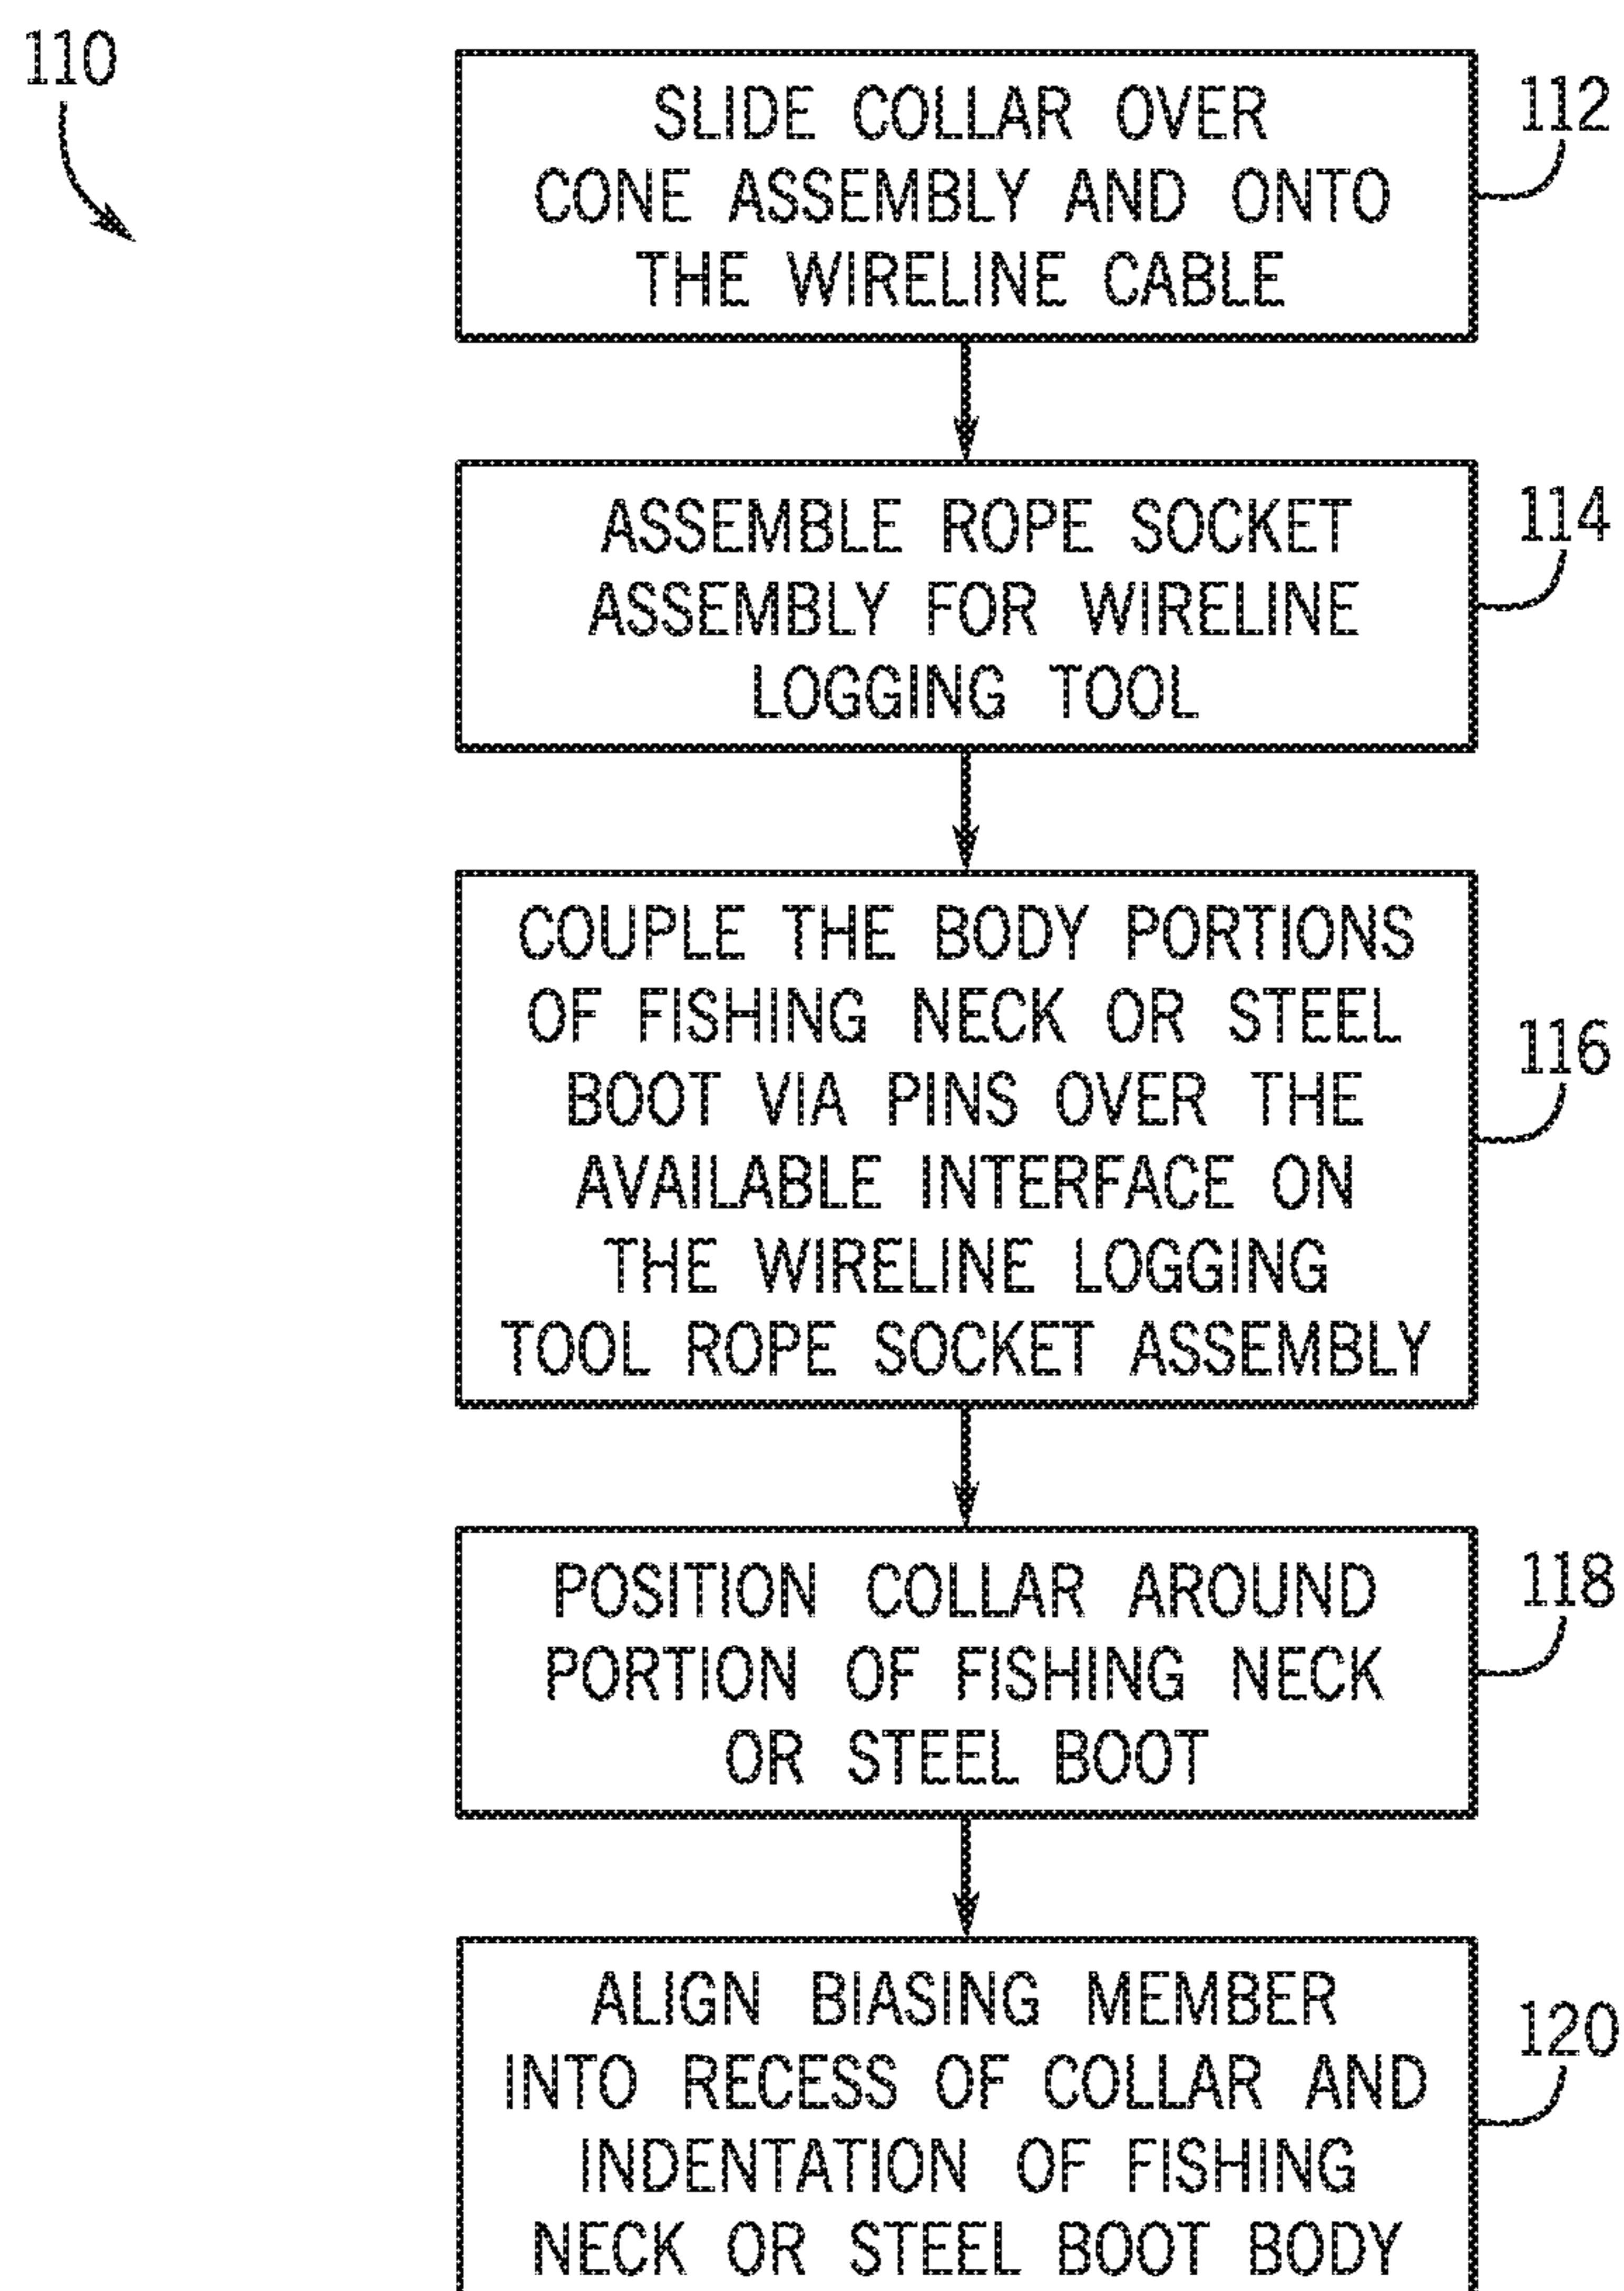 110
SLIDE COLLAR OVER
CONE ASSEMBLY AND ONTO
THE WIRELINE CABLE
112
ASSEMBLE ROPE SOCKET
ASSEMBLY FOR WIRELINE
LOGGING TOOL
114
COUPLE THE BODY PORTIONS
OF FISHING NECK OR STEEL
BOOT VIA PINS OVER THE
AVAILABLE INTERFACE ON
THE WIRELINE LOGGING
TOOL ROPE SOCKET ASSEMBLY
116
POSITION COLLAR AROUND
PORTION OF FISHING NECK
OR STEEL BOOT
118
ALIGN BIASING MEMBER
INTO RECESS OF COLLAR AND
INDENTATION OF FISHING
NECK OR STEEL BOOT BODY
120